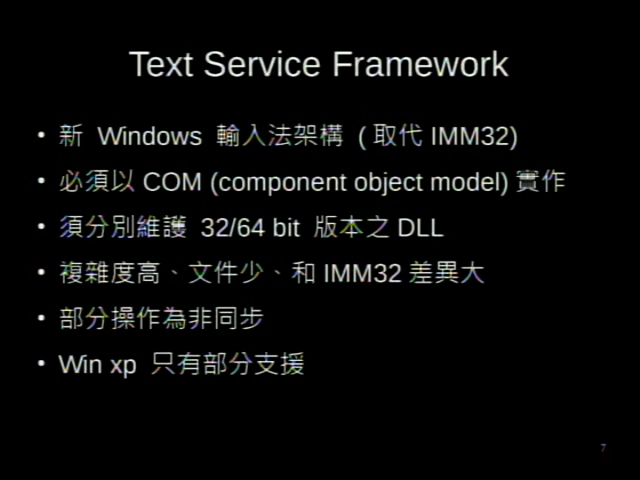 Text Service Framework
• 新 Windows 輸入法架構 (取代 IMM32)
• 必須以 COM (component object model) 實作
• 須分別維護 32/64 bit 版本之 DLL
• 複雜度高、文件少、和 IMM32 差異大
• 部分操作為非同步
• Win xp 只有部分支援
7